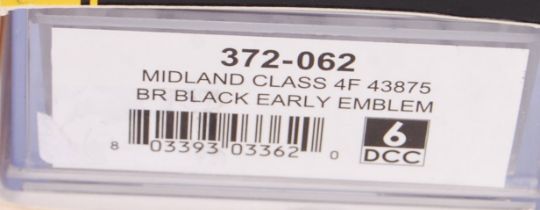 372-062
MIDLAND CLASS 4F 43875
BR BLACK EARLY EMBLEM
8 03393 03362 0
6
DCC